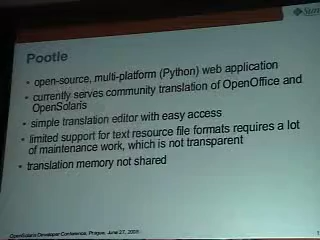 Sun
Pootle
• open-source, multi-platform (Python) web application
• currently serves community translation of OpenOffice and
OpenSolaris
• simple translation editor with easy access
• limited support for text resource file formats requires a lot
of maintenance work, which is not transparent
• translation memory not shared
OpenSolaris Developer Conference, Prague, June 27, 2008